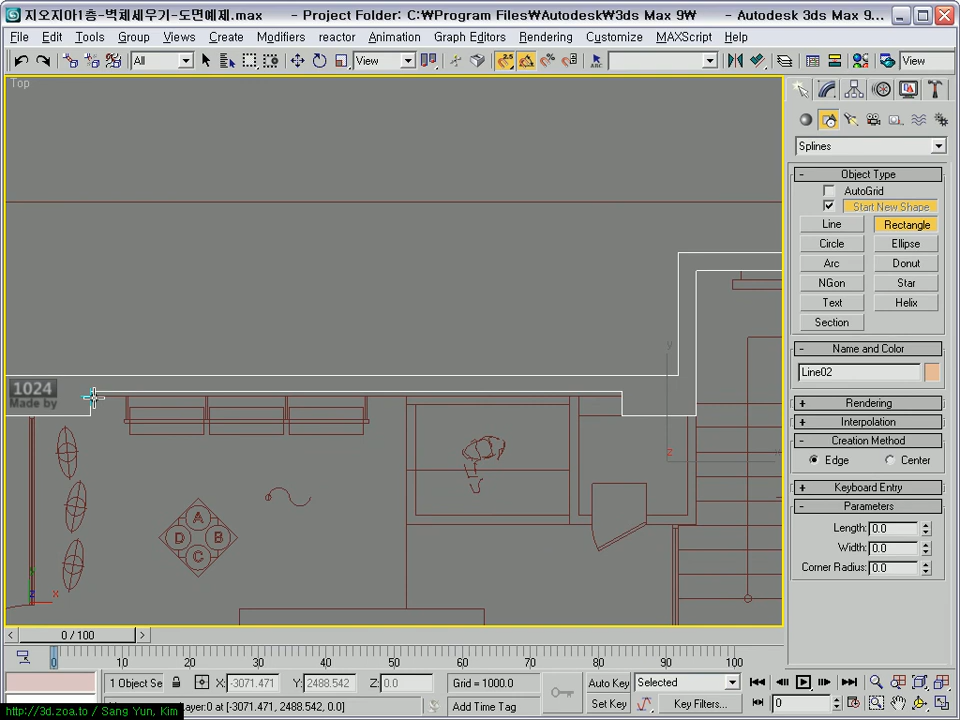 지오지아1층-벽체세우기-도면예제.max - Project Folder: C:₩Program Files₩Autodesk₩3ds Max 9₩ - Autodesk 3ds Max 9...
File Edit Tools Group Views Create Modifiers reactor Animation Graph Editors Rendering Customize MAXScript Help
All View View
Top
Splines
- Object Type
AutoGrid
Start New Shape
Line Rectangle
Circle Ellipse
Arc Donut
NGon Star
Text Helix
Section
- Name and Color
Line02
+ Rendering
+ Interpolation
- Creation Method
Edge Center
+ Keyboard Entry
- Parameters
Length: 0.0
Width: 0.0
Corner Radius: 0.0
1024
Made by
y
z
x
A
D B
C
z x
< 0 / 100 >
0 10 20 30 40 50 60 70 80 90 100
1 Object Se X: -3071.471 Y: 2488.542 Z: 0.0 Grid = 1000.0 Auto Key Selected
http://3d.zoa.to / Sang Yun, Kim ayer:0 at [-3071.471, 2488.542, 0.0] Add Time Tag Set Key Key Filters... 0